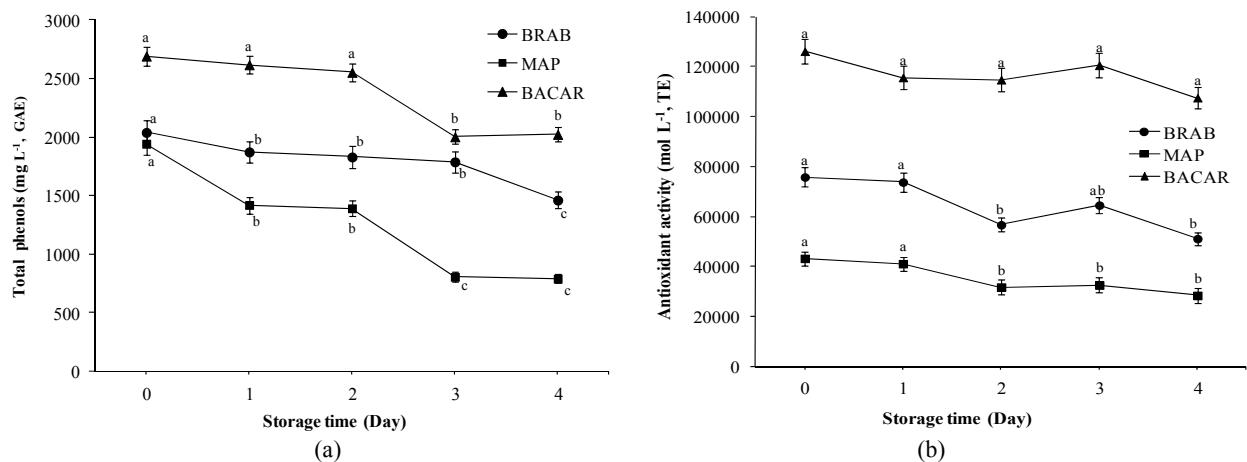 3000
2500
2000
1500
1000
500
0
Total phenols (mg L-1, GAE)
BRAB
MAP
BACAR
a
a
a
b
b
a
b
b
b
c
a
b
b
c
c
0 1 2 3 4
Storage time (Day)
(a)
140000
120000
100000
80000
60000
40000
20000
0
Antioxidant activity (mol L-1, TE)
BRAB
MAP
BACAR
a
a
a
a
a
a
a
b
ab
b
a
a
b
b
b
0 1 2 3 4
Storage time (Day)
(b)